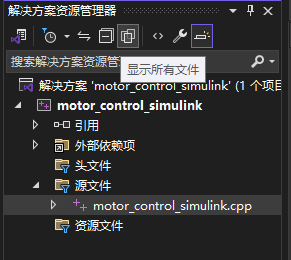 解决方案资源管理器
搜索解决方案资源管
显示所有文件
解决方案 'motor_control_simulink' (1 个项目
motor_control_simulink
引用
外部依赖项
头文件
源文件
motor_control_simulink.cpp
资源文件